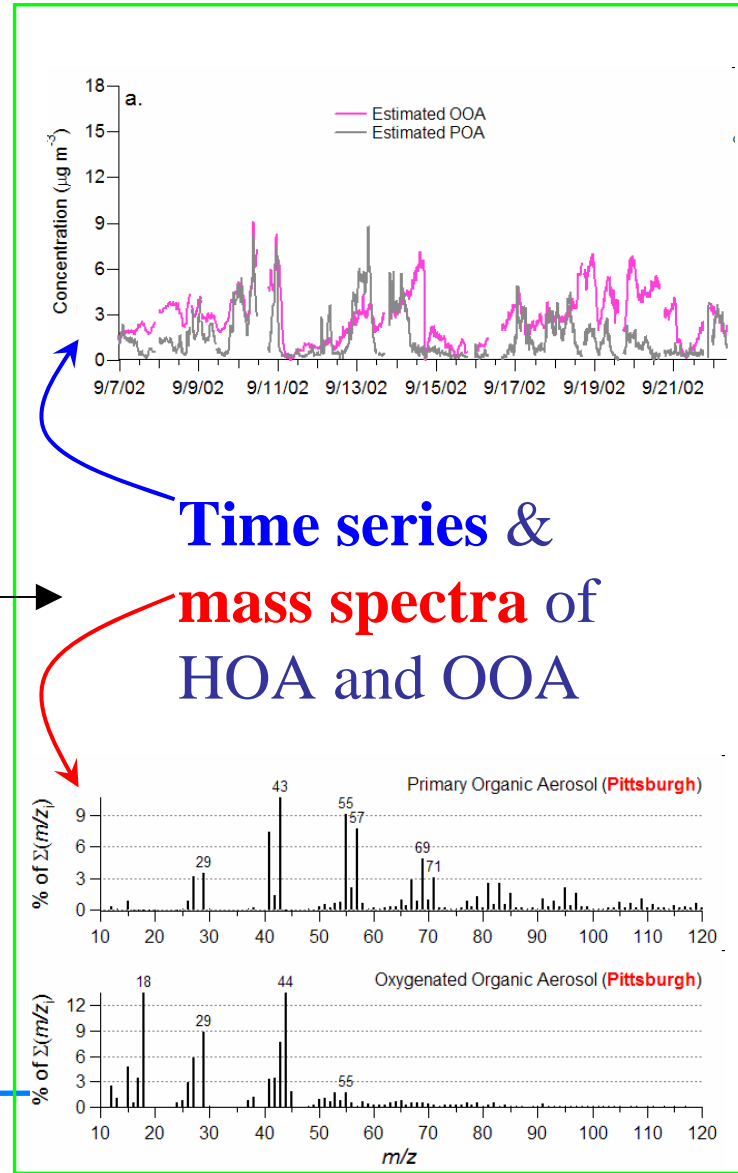 a.
18
15
12
9
6
3
0
Concentration (µg m⁻³)
Estimated OOA
Estimated POA
9/7/02 9/9/02 9/11/02 9/13/02 9/15/02 9/17/02 9/19/02 9/21/02
Time series &
mass spectra of
HOA and OOA
Primary Organic Aerosol (Pittsburgh)
% of Σ(m/zᵢ)
9
6
3
0
29 43 55 57 69 71
10 20 30 40 50 60 70 80 90 100 110 120
Oxygenated Organic Aerosol (Pittsburgh)
% of Σ(m/zᵢ)
12
9
6
3
0
18 29 44 55
10 20 30 40 50 60 70 80 90 100 110 120
m/z